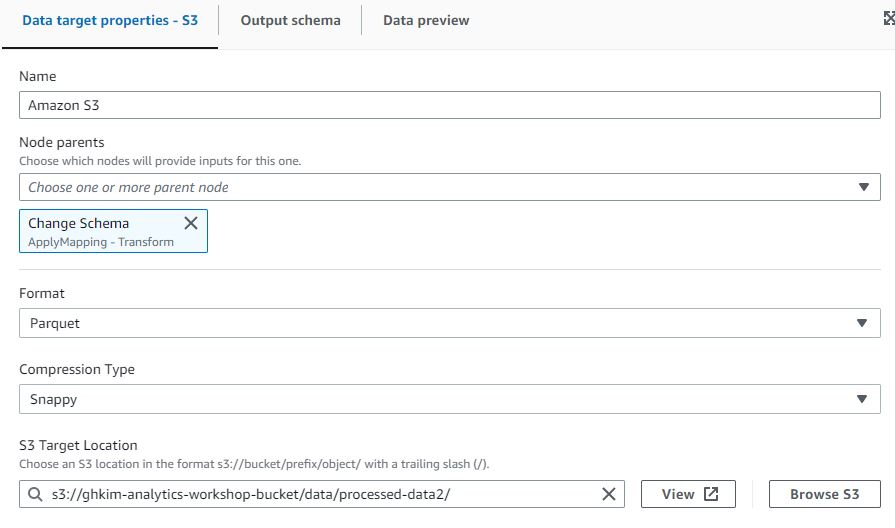 Data target properties - S3
Output schema
Data preview
Name
Amazon S3
Node parents
Choose which nodes will provide inputs for this one.
Choose one or more parent node
Change Schema
ApplyMapping - Transform
Format
Parquet
Compression Type
Snappy
S3 Target Location
Choose an S3 location in the format s3://bucket/prefix/object/ with a trailing slash (/).
s3://ghkim-analytics-workshop-bucket/data/processed-data2/
View
Browse S3